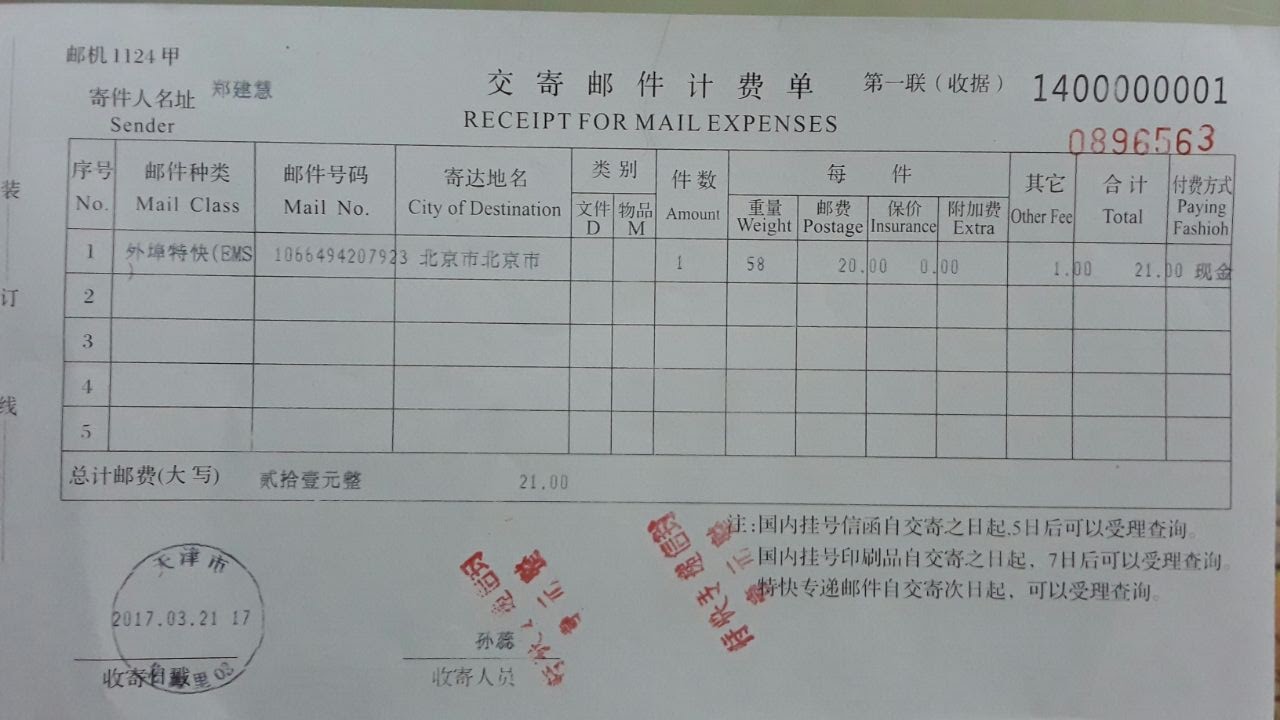 邮机1124甲
寄件人名址 郑建慧
Sender
交寄邮件计费单 第一联(收据) 1400000001
RECEIPT FOR MAIL EXPENSES
0896563
装
订
线
序号 邮件种类 邮件号码 寄达地名 类别 件数 每件 其它 合计 付费方式
No. Mail Class Mail No. City of Destination 文件 D 物品 M Amount 重量 Weight 邮费 Postage 保价 Insurance 附加费 Extra Other Fee Total Paying Fashioh
1 外埠特快(EMS) 1066494207923 北京市北京市 1 58 20.00 0.00 1.00 21.00 现金
2
3
4
5
总计邮费(大写) 贰拾壹元整 21.00
注:国内挂号信函自交寄之日起.5日后可以受理查询。
国内挂号印刷品自交寄之日起，7日后可以受理查询。
特快专递邮件自交寄次日起，可以受理查询。
天津市
2017.03.21 17
里03
收寄日戳
孙蕊
收寄人员